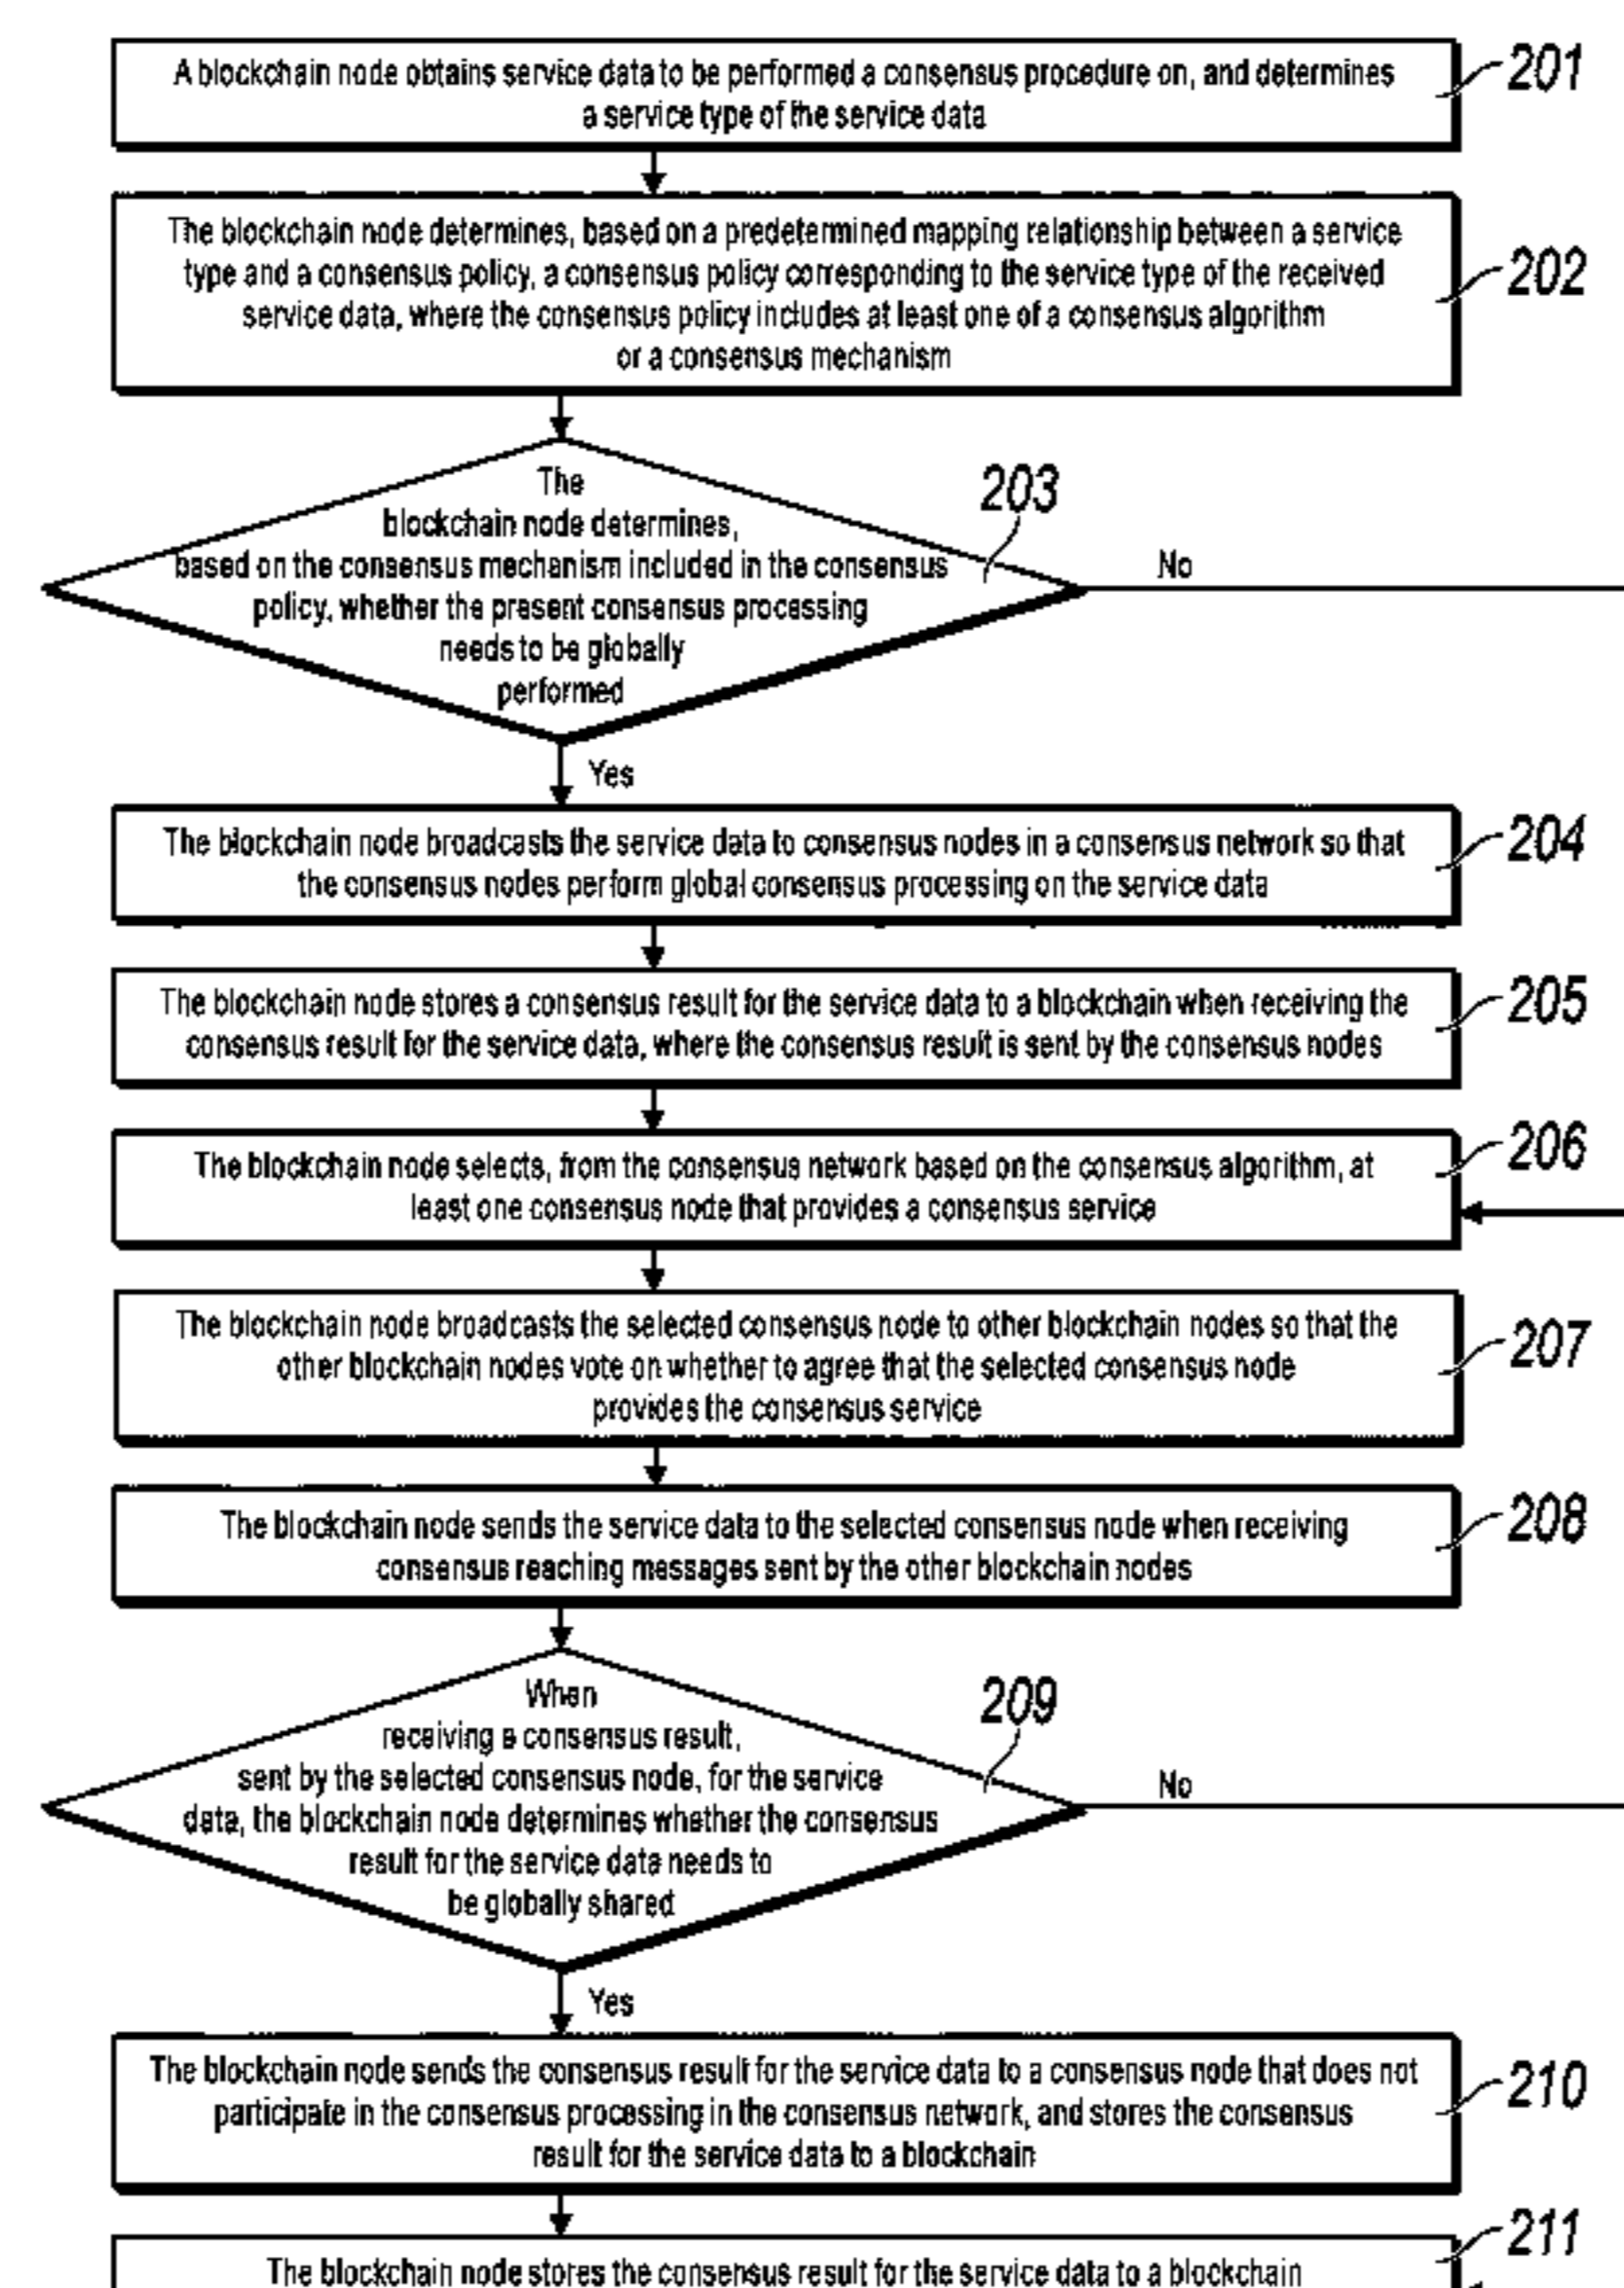 A blockchain node obtains service data to be performed a consensus procedure on, and determines
a service type of the service data
201
The blockchain node determines, based on a predetermined mapping relationship between a service
type and a consensus policy, a consensus policy corresponding to the service type of the received
service data, where the consensus policy includes at least one of a consensus algorithm
or a consensus mechanism
202
The
blockchain node determines,
based on the consensus mechanism included in the consensus
policy, whether the present consensus processing
needs to be globally
performed
203
No
Yes
The blockchain node broadcasts the service data to consensus nodes in a consensus network so that
the consensus nodes perform global consensus processing on the service data
204
The blockchain node stores a consensus result for the service data to a blockchain when receiving the
consensus result for the service data, where the consensus result is sent by the consensus nodes
205
The blockchain node selects, from the consensus network based on the consensus algorithm, at
least one consensus node that provides a consensus service
206
The blockchain node broadcasts the selected consensus node to other blockchain nodes so that the
other blockchain nodes vote on whether to agree that the selected consensus node
provides the consensus service
207
The blockchain node sends the service data to the selected consensus node when receiving
consensus reaching messages sent by the other blockchain nodes
208
When
receiving a consensus result,
sent by the selected consensus node, for the service
data, the blockchain node determines whether the consensus
result for the service data needs to
be globally shared
209
No
Yes
The blockchain node sends the consensus result for the service data to a consensus node that does not
participate in the consensus processing in the consensus network, and stores the consensus
result for the service data to a blockchain
210
The blockchain node stores the consensus result for the service data to a blockchain
211